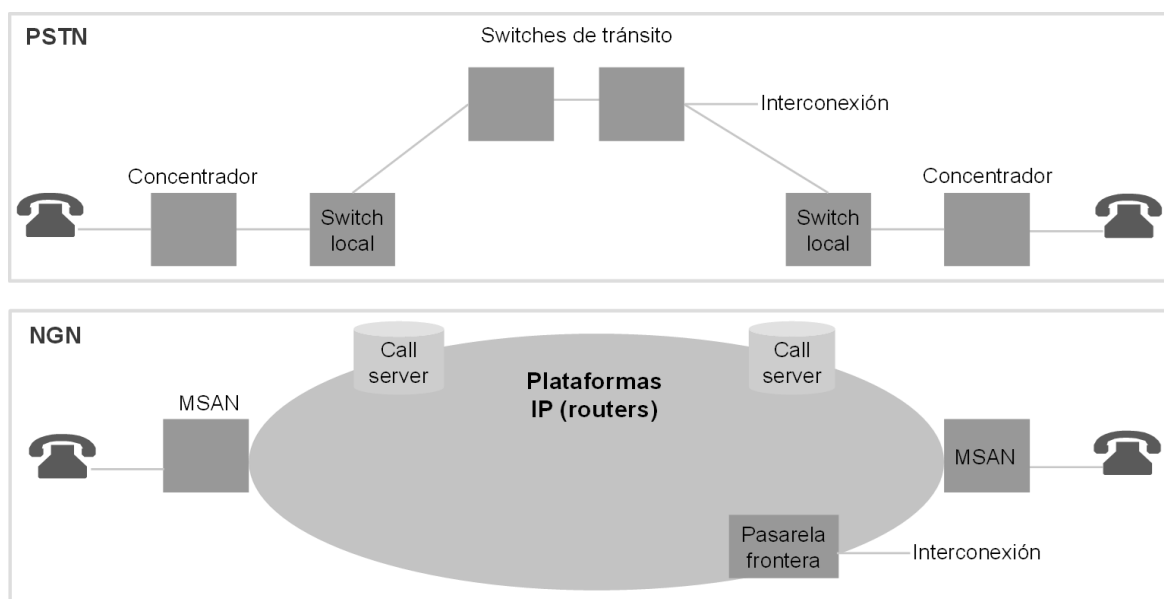 PSTN
Switches de tránsito
Interconexión
Concentrador
Concentrador
Switch
local
Switch
local
NGN
Call
server
Call
server
Plataformas
IP (routers)
MSAN
MSAN
Pasarela
frontera
Interconexión